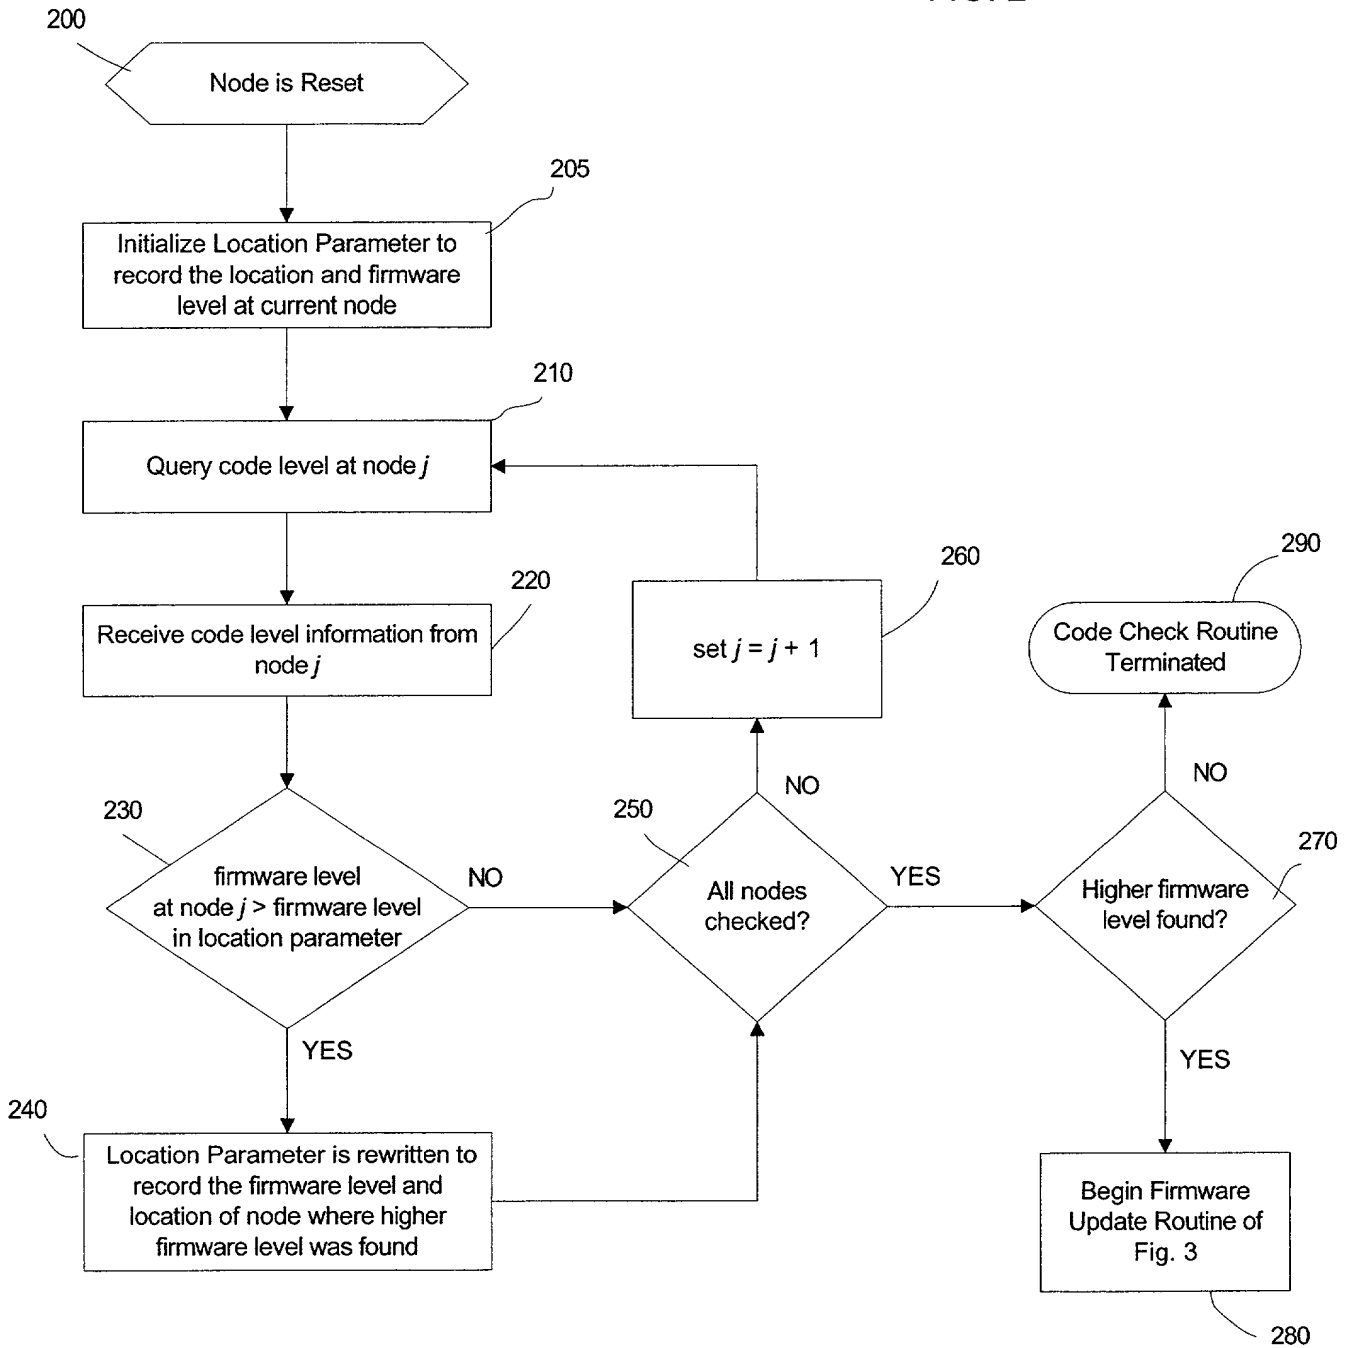 200
Node is Reset
205
Initialize Location Parameter to
record the location and firmware
level at current node
210
Query code level at node j
220
Receive code level information from
node j
260
set j = j + 1
290
Code Check Routine
Terminated
230
firmware level
at node j > firmware level
in location parameter
NO
YES
250
All nodes
checked?
NO
YES
270
Higher firmware
level found?
NO
YES
240
Location Parameter is rewritten to
record the firmware level and
location of node where higher
firmware level was found
Begin Firmware
Update Routine of
Fig. 3
280